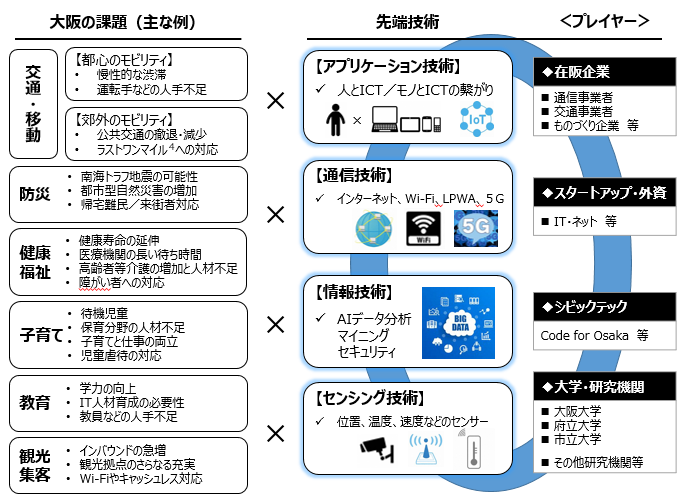 大阪の課題（主な例）
先端技術
＜プレイヤー＞
交通・移動
【都心のモビリティ】
• 慢性的な渋滞
• 運転手などの人手不足
【郊外のモビリティ】
• 公共交通の撤退・減少
• ラストワンマイル4への対応
防災
• 南海トラフ地震の可能性
• 都市型自然災害の増加
• 帰宅難民／来街者対応
健康
福祉
• 健康寿命の延伸
• 医療機関の長い待ち時間
• 高齢者等介護の増加と人材不足
• 障がい者への対応
子育て
• 待機児童
• 保育分野の人材不足
• 子育てと仕事の両立
• 児童虐待の対応
教育
• 学力の向上
• IT人材育成の必要性
• 教員などの人手不足
観光
集客
• インバウンドの急増
• 観光拠点のさらなる充実
• Wi-Fiやキャッシュレス対応
×
×
×
×
【アプリケーション技術】
✓ 人とICT／モノとICTの繋がり
×
IoT
【通信技術】
✓ インターネット、Wi-Fi、LPWA、５G
WiFi
5G
【情報技術】
✓ AIデータ分析
マイニング
セキュリティ
BIG
DATA
【センシング技術】
✓ 位置、温度、速度などのセンサー
◆在阪企業
■ 通信事業者
■ 交通事業者
■ ものづくり企業 等
◆スタートアップ・外資
■ IT・ネット 等
◆シビックテック
Code for Osaka 等
◆大学・研究機関
■ 大阪大学
■ 府立大学
■ 市立大学
■ その他研究機関等